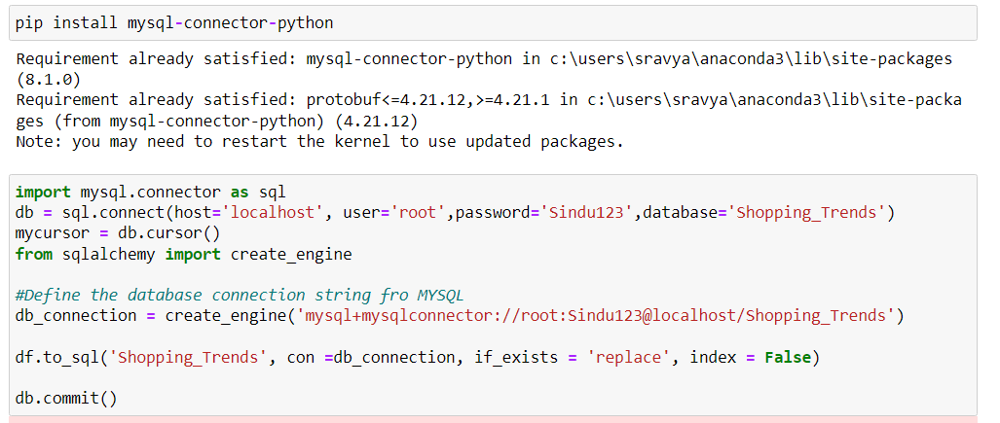 pip install mysql-connector-python
Requirement already satisfied: mysql-connector-python in c:\users\sravya\anaconda3\lib\site-packages
(8.1.0)
Requirement already satisfied: protobuf<=4.21.12,>=4.21.1 in c:\users\sravya\anaconda3\lib\site-packa
ges (from mysql-connector-python) (4.21.12)
Note: you may need to restart the kernel to use updated packages.
import mysql.connector as sql
db = sql.connect(host='localhost', user='root',password='Sindu123',database='Shopping_Trends')
mycursor = db.cursor()
from sqlalchemy import create_engine
#Define the database connection string fro MYSQL
db_connection = create_engine('mysql+mysqlconnector://root:Sindu123@localhost/Shopping_Trends')
df.to_sql('Shopping_Trends', con =db_connection, if_exists = 'replace', index = False)
db.commit()